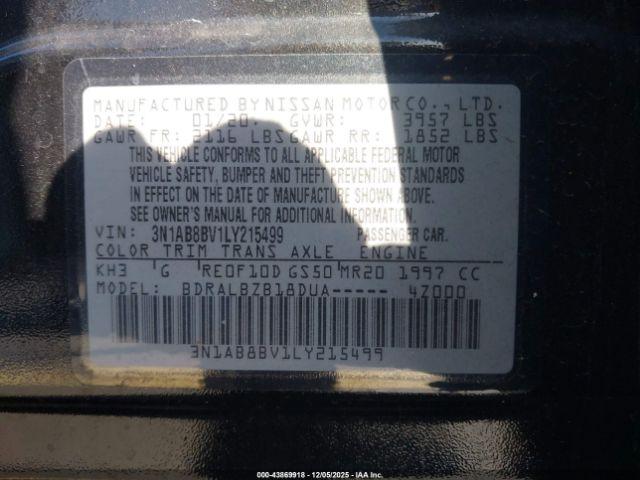 MANUFACTURED BY NISSAN MOTOR CO., LTD.
DATE: 01/20 GVWR: 3957 LBS
GAWR FR: 2116 LBS GAWR RR: 1852 LBS
THIS VEHICLE CONFORMS TO ALL APPLICABLE FEDERAL MOTOR
VEHICLE SAFETY, BUMPER AND THEFT PREVENTION STANDARDS
IN EFFECT ON THE DATE OF MANUFACTURE SHOWN ABOVE.
SEE OWNER'S MANUAL FOR ADDITIONAL INFORMATION.
VIN: 3N1AB8BV1LY215499 PASSENGER CAR.
COLOR TRIM TRANS AXLE ENGINE
KH3 G RE0F10D GS50 MR20 1997 CC
MODEL: BDRALBZB18DUA----- 4Z000
3N1AB8BV1LY215499
000-43869918 - 12/05/2025 - IAA Inc.